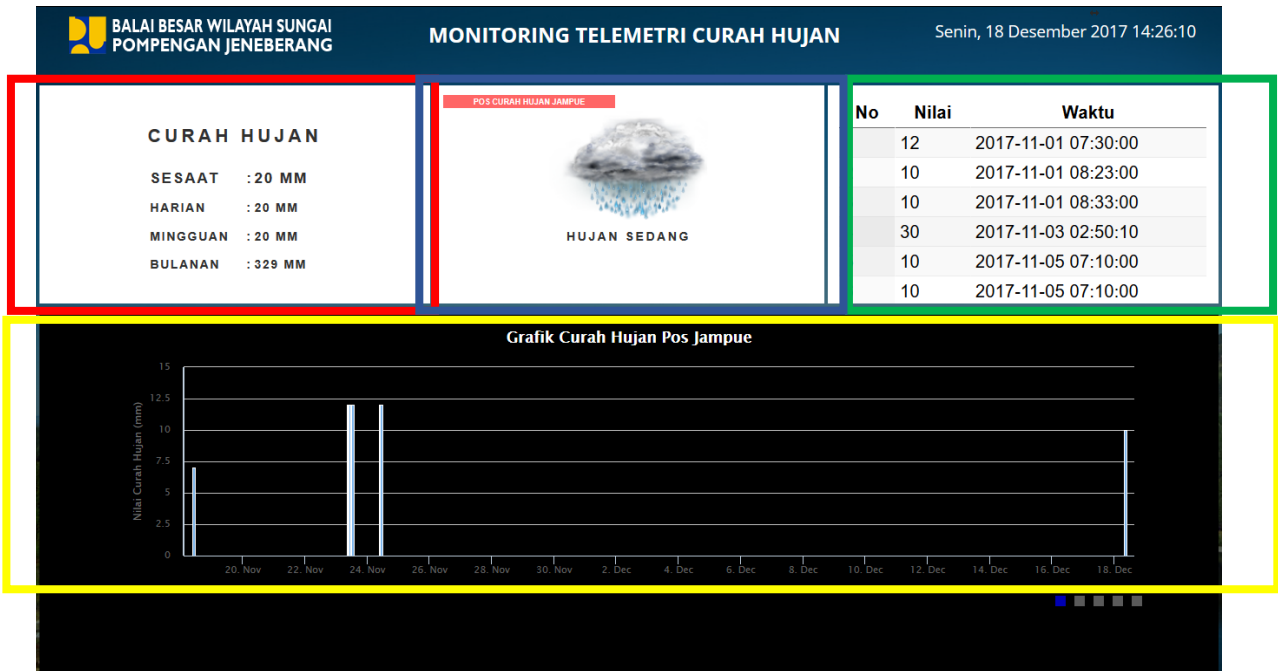 BALAI BESAR WILAYAH SUNGAI
POMPENGAN JENEBERANG
MONITORING TELEMETRI CURAH HUJAN
Senin, 18 Desember 2017 14:26:10
CURAH HUJAN
SESAAT :20 MM
HARIAN :20 MM
MINGGUAN :20 MM
BULANAN :329 MM
POS CURAH HUJAN JAMPUE
HUJAN SEDANG
No Nilai Waktu
12 2017-11-01 07:30:00
10 2017-11-01 08:23:00
10 2017-11-01 08:33:00
30 2017-11-03 02:50:10
10 2017-11-05 07:10:00
10 2017-11-05 07:10:00
Grafik Curah Hujan Pos Jampue
Nilai Curah Hujan (mm)
15
12.5
10
7.5
5
2.5
0
20. Nov 22. Nov 24. Nov 26. Nov 28. Nov 30. Nov 2. Dec 4. Dec 6. Dec 8. Dec 10. Dec 12. Dec 14. Dec 16. Dec 18. Dec